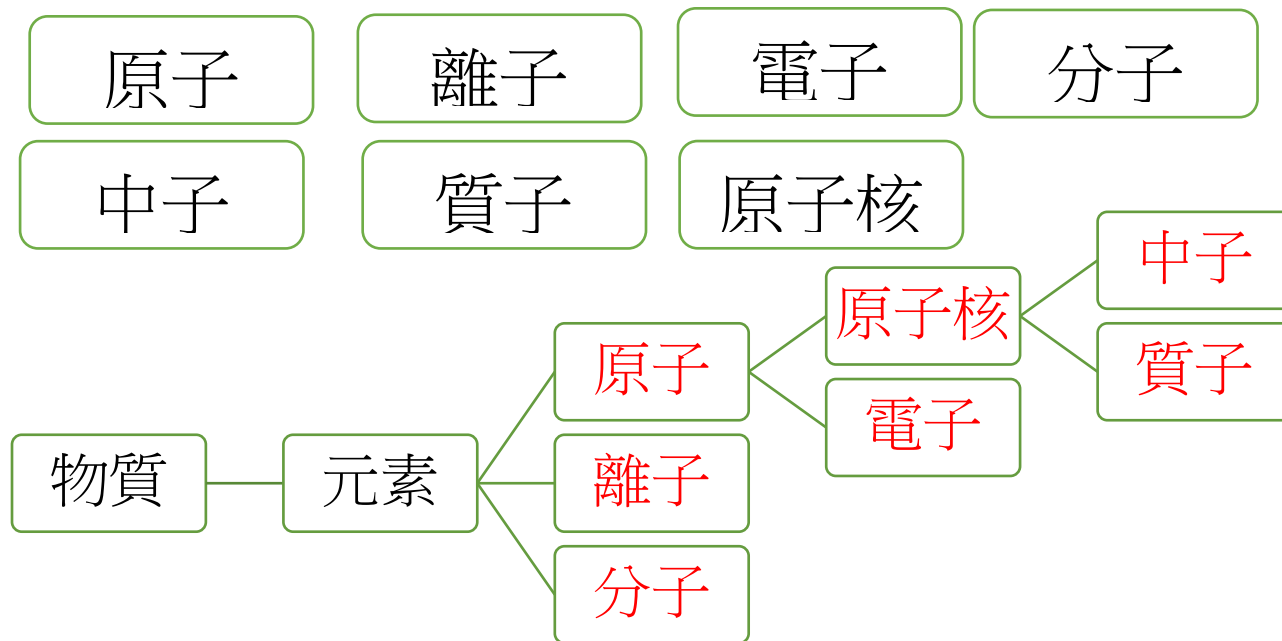 原子 離子 電子 分子
中子 質子 原子核
物質
元素
原子
離子
分子
原子核
電子
中子
質子